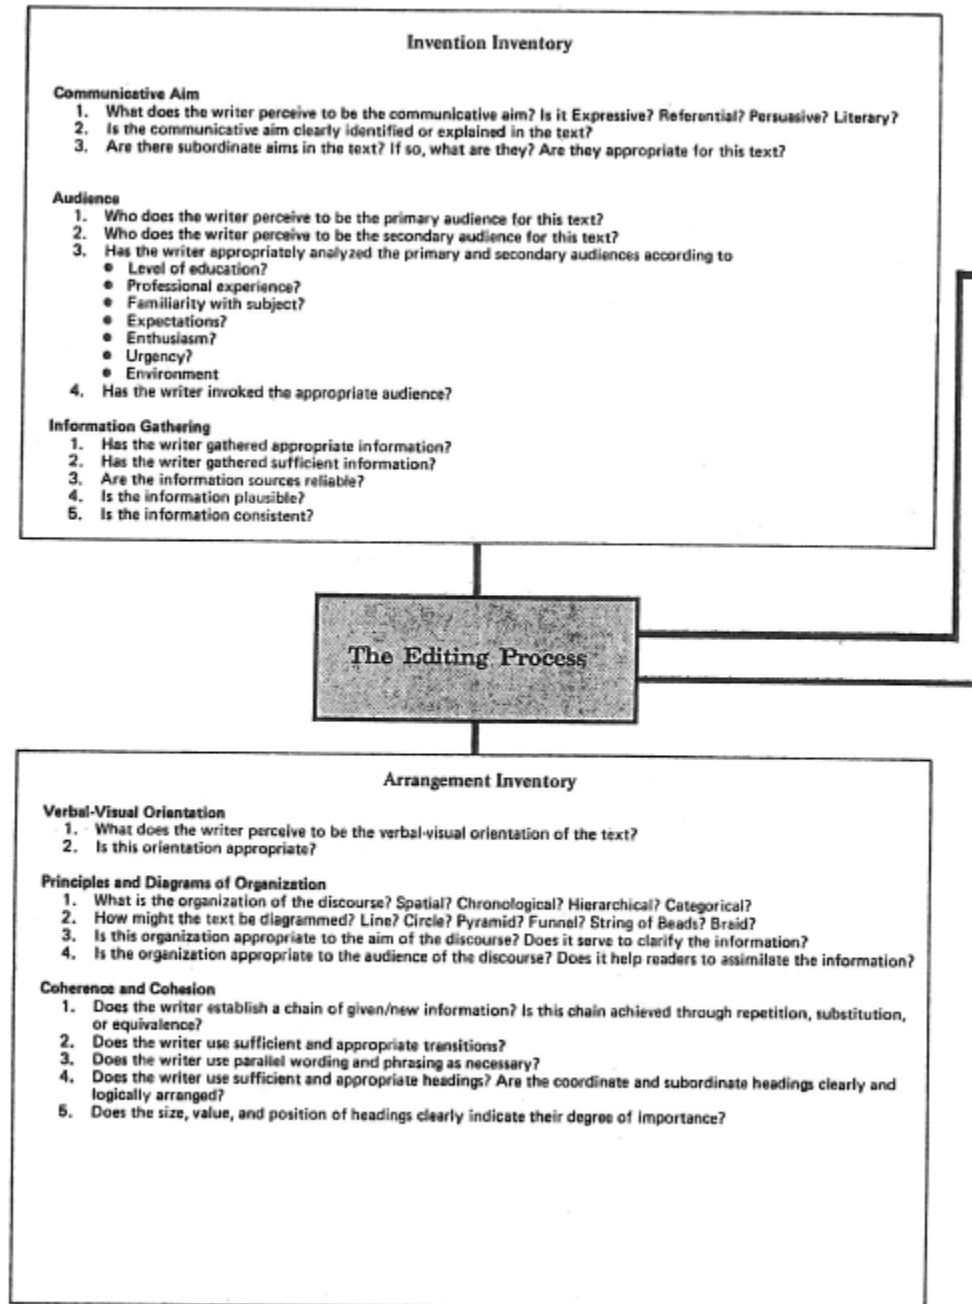 Invention Inventory
Communicative Aim
1. What does the writer perceive to be the communicative aim? Is it Expressive? Referential? Persuasive? Literary?
2. Is the communicative aim clearly identified or explained in the text?
3. Are there subordinate aims in the text? If so, what are they? Are they appropriate for this text?
Audience
1. Who does the writer perceive to be the primary audience for this text?
2. Who does the writer perceive to be the secondary audience for this text?
3. Has the writer appropriately analyzed the primary and secondary audiences according to
• Level of education?
• Professional experience?
• Familiarity with subject?
• Expectations?
• Enthusiasm?
• Urgency?
• Environment
4. Has the writer invoked the appropriate audience?
Information Gathering
1. Has the writer gathered appropriate information?
2. Has the writer gathered sufficient information?
3. Are the information sources reliable?
4. Is the information plausible?
5. Is the information consistent?
The Editing Process
Arrangement Inventory
Verbal-Visual Orientation
1. What does the writer perceive to be the verbal-visual orientation of the text?
2. Is this orientation appropriate?
Principles and Diagrams of Organization
1. What is the organization of the discourse? Spatial? Chronological? Hierarchical? Categorical?
2. How might the text be diagrammed? Line? Circle? Pyramid? Funnel? String of Beads? Braid?
3. Is this organization appropriate to the aim of the discourse? Does it serve to clarify the information?
4. Is the organization appropriate to the audience of the discourse? Does it help readers to assimilate the information?
Coherence and Cohesion
1. Does the writer establish a chain of given/new information? Is this chain achieved through repetition, substitution,
or equivalence?
2. Does the writer use sufficient and appropriate transitions?
3. Does the writer use parallel wording and phrasing as necessary?
4. Does the writer use sufficient and appropriate headings? Are the coordinate and subordinate headings clearly and
logically arranged?
5. Does the size, value, and position of headings clearly indicate their degree of importance?